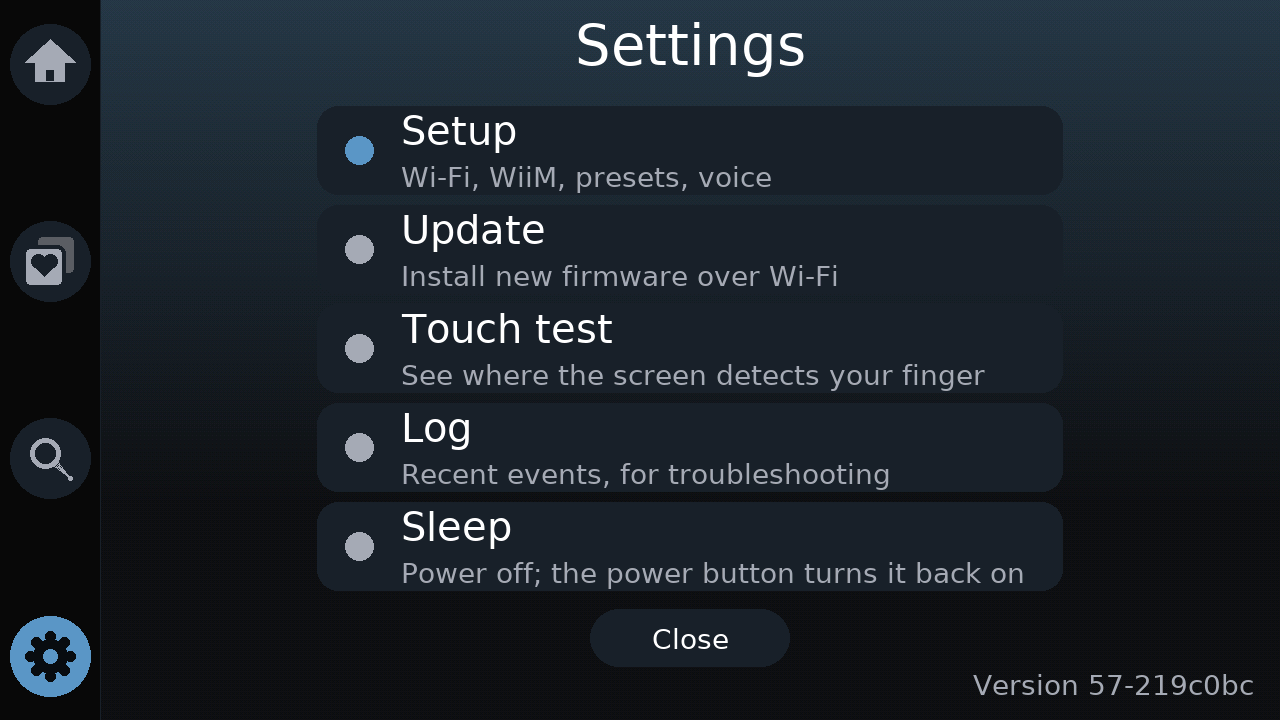 Settings
Setup
Wi-Fi, WiiM, presets, voice
Update
Install new firmware over Wi-Fi
Touch test
See where the screen detects your finger
Log
Recent events, for troubleshooting
Sleep
Power off; the power button turns it back on
Close
Version 57-219c0bc